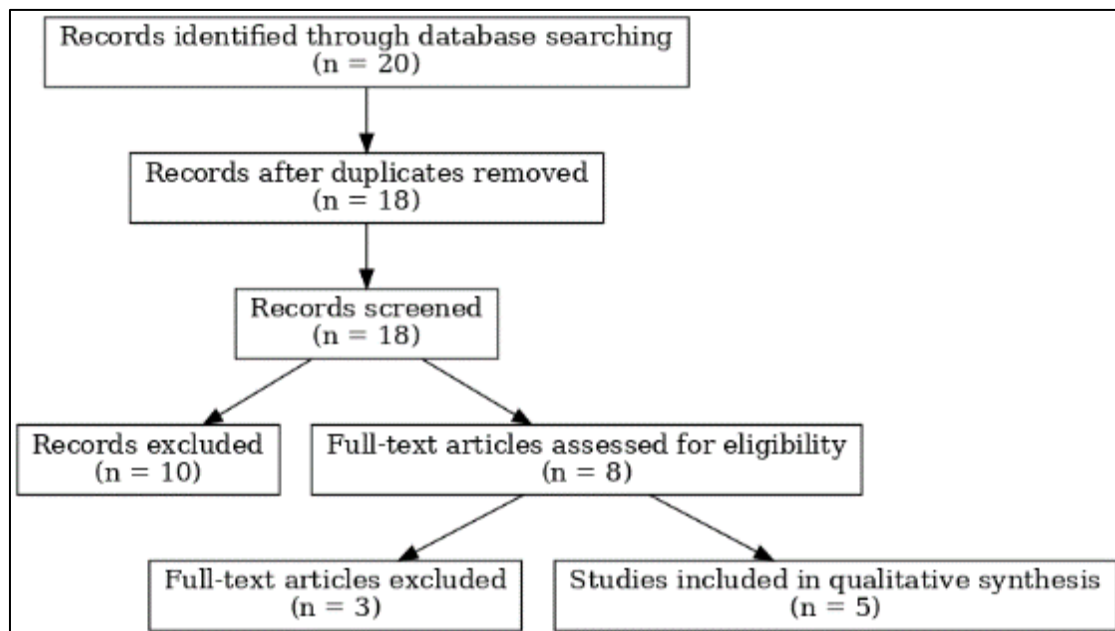 Records identified through database searching
(n = 20)
Records after duplicates removed
(n = 18)
Records screened
(n = 18)
Records excluded
(n = 10)
Full-text articles assessed for eligibility
(n = 8)
Full-text articles excluded
(n = 3)
Studies included in qualitative synthesis
(n = 5)